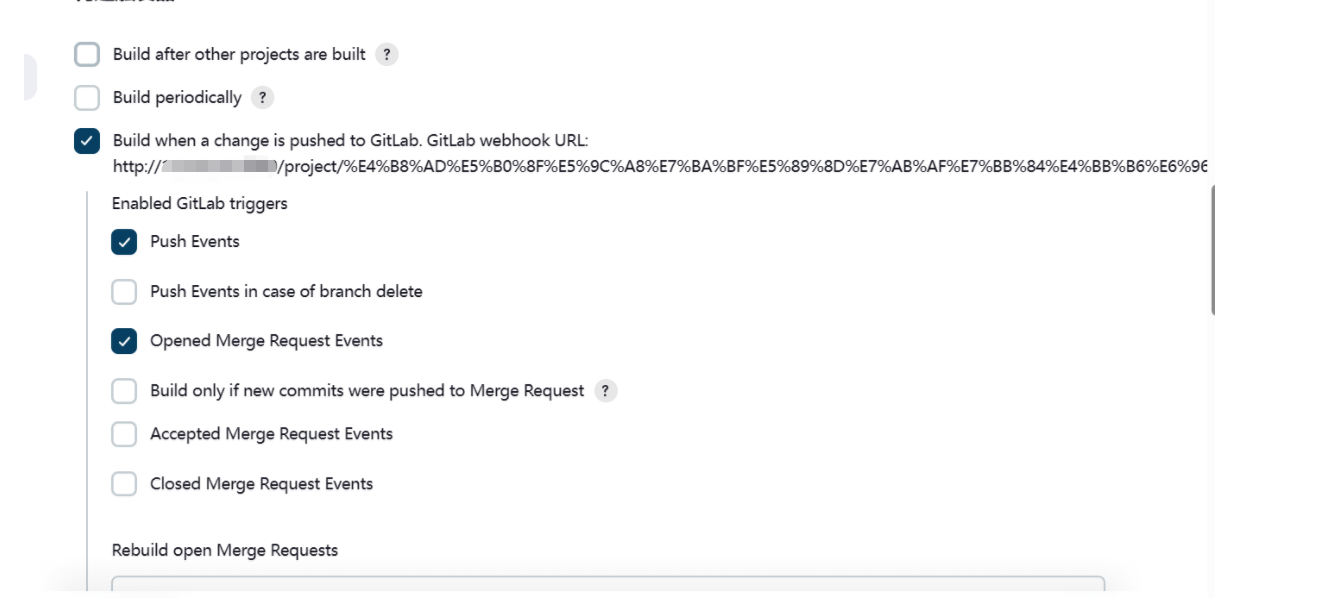 Build after other projects are built ?
Build periodically ?
Build when a change is pushed to GitLab. GitLab webhook URL:
http:// /project/%E4%B8%AD%E5%B0%8F%E5%9C%A8%E7%BA%BF%E5%89%8D%E7%AB%AF%E7%BB%84%E4%BB%B6%E6%96
Enabled GitLab triggers
Push Events
Push Events in case of branch delete
Opened Merge Request Events
Build only if new commits were pushed to Merge Request ?
Accepted Merge Request Events
Closed Merge Request Events
Rebuild open Merge Requests